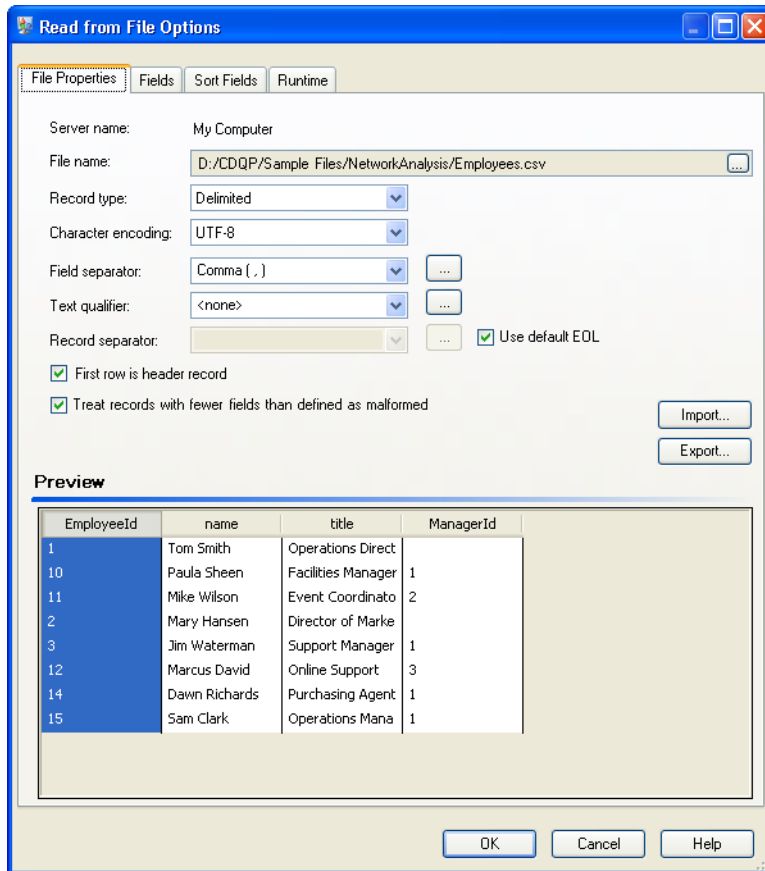 Read from File Options
File Properties Fields Sort Fields Runtime
Server name: My Computer
File name: D:/CDQP/Sample Files/NetworkAnalysis/Employees.csv ...
Record type: Delimited
Character encoding: UTF-8
Field separator: Comma ( , ) ...
Text qualifier: <none> ...
Record separator: ... Use default EOL
First row is header record
Treat records with fewer fields than defined as malformed
Import...
Export...
Preview
EmployeeId name title ManagerId
1 Tom Smith Operations Direct
10 Paula Sheen Facilities Manager 1
11 Mike Wilson Event Coordinato 2
2 Mary Hansen Director of Marke
3 Jim Waterman Support Manager 1
12 Marcus David Online Support 3
14 Dawn Richards Purchasing Agent 1
15 Sam Clark Operations Mana 1
OK Cancel Help